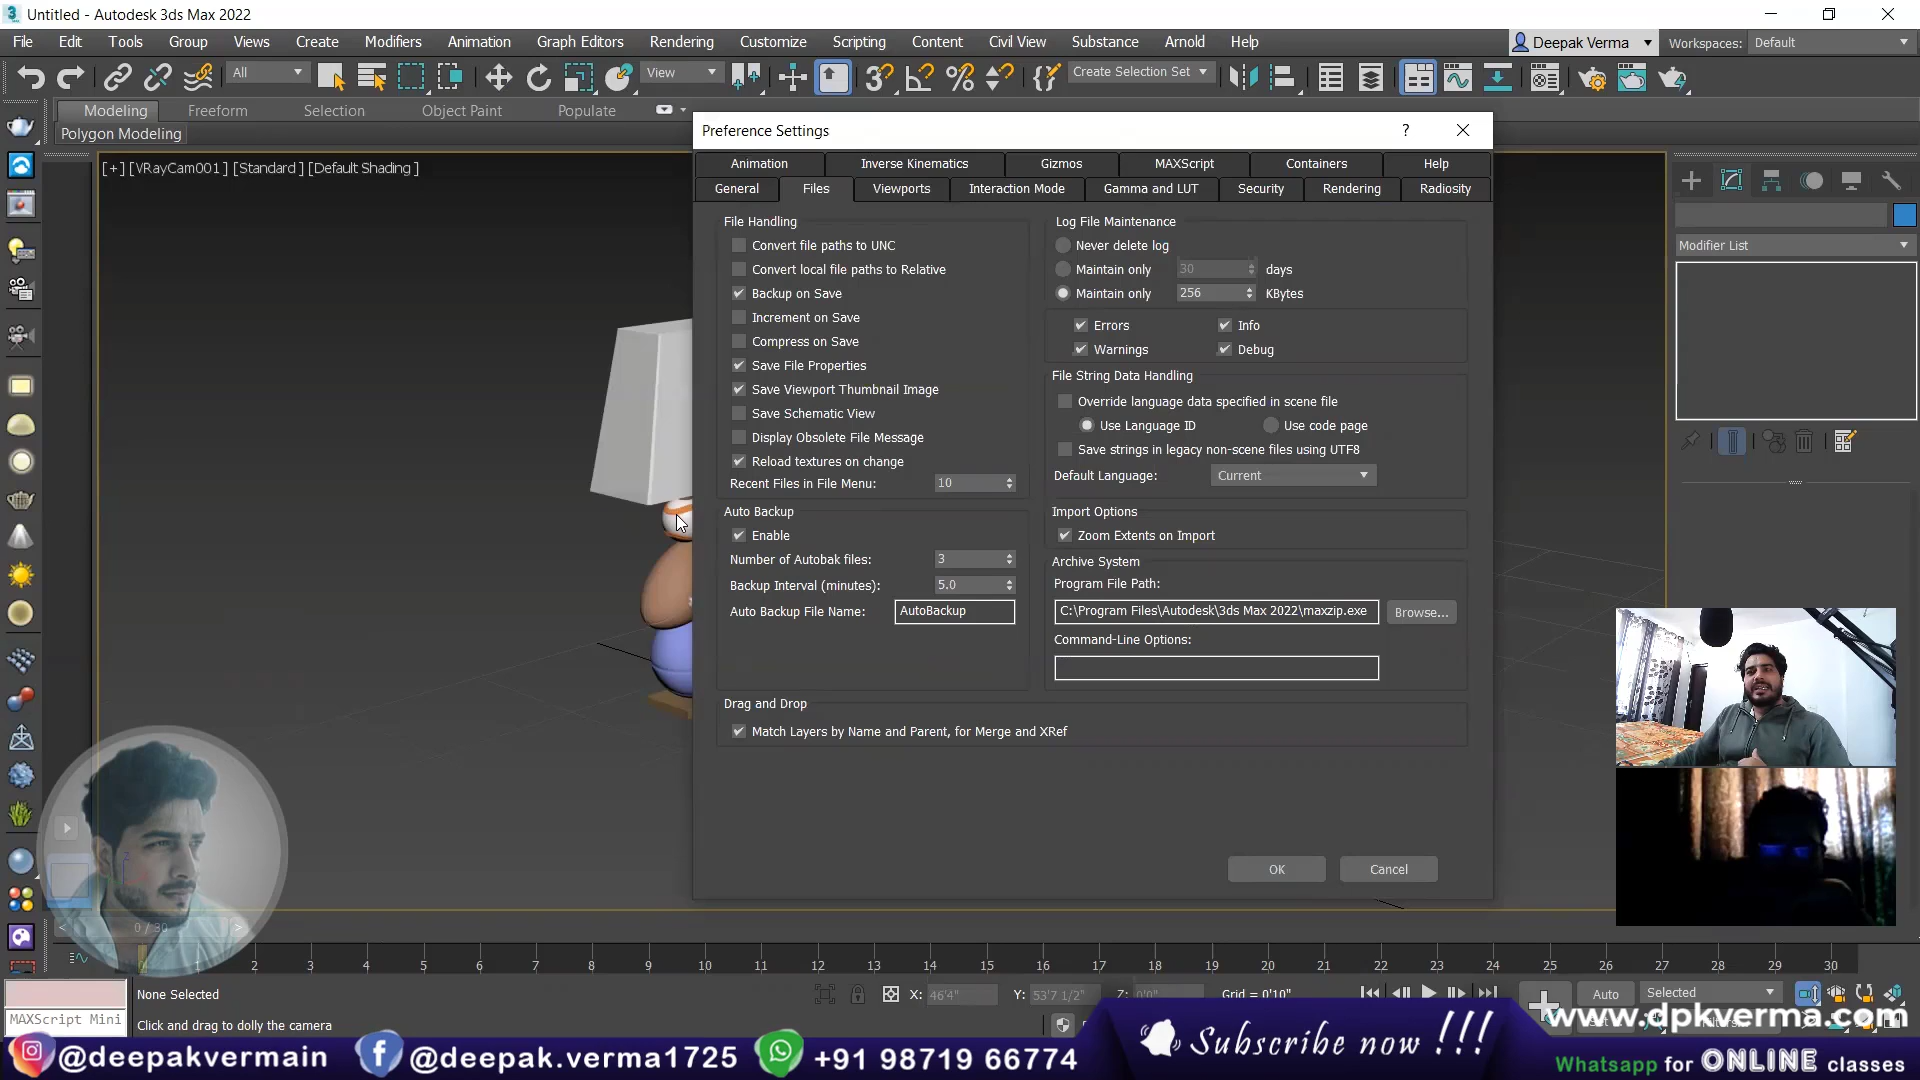 Untitled - Autodesk 3ds Max 2022
File Edit Tools Group Views Create Modifiers Animation Graph Editors Rendering Customize Scripting Content Civil View Substance Arnold Help Deepak Verma Workspaces: Default
All View Create Selection Set
Modeling Freeform Selection Object Paint Populate
Polygon Modeling
[+] [VRayCam001 ] [Standard ] [Default Shading ]
Preference Settings ?
Animation Inverse Kinematics Gizmos MAXScript Containers Help
General Files Viewports Interaction Mode Gamma and LUT Security Rendering Radiosity
File Handling
Convert file paths to UNC
Convert local file paths to Relative
Backup on Save
Increment on Save
Compress on Save
Save File Properties
Save Viewport Thumbnail Image
Save Schematic View
Display Obsolete File Message
Reload textures on change
Recent Files in File Menu: 10
Auto Backup
Enable
Number of Autobak files: 3
Backup Interval (minutes): 5.0
Auto Backup File Name: AutoBackup
Log File Maintenance
Never delete log
Maintain only 30 days
Maintain only 256 KBytes
Errors Info
Warnings Debug
File String Data Handling
Override language data specified in scene file
Use Language ID Use code page
Save strings in legacy non-scene files using UTF8
Default Language: Current
Import Options
Zoom Extents on Import
Archive System
Program File Path:
C:\Program Files\Autodesk\3ds Max 2022\maxzip.exe Browse...
Command-Line Options:
Drag and Drop
Match Layers by Name and Parent, for Merge and XRef
OK Cancel
Modifier List
0 / 30
1 2 3 4 5 6 7 8 9 10 11 12 13 14 15 16 17 18 19 20 21 22 23 24 25 26 27 28 29 30
None Selected X: 46'4" Y: 53'7 1/2" Z: 0'0" Grid = 0'10" Auto Selected
MAXScript Mini Click and drag to dolly the camera
www.dpkverma.com
@deepakvermain @deepak.verma1725 +91 98719 66774 Subscribe now !!!
Whatsapp for ONLINE classes